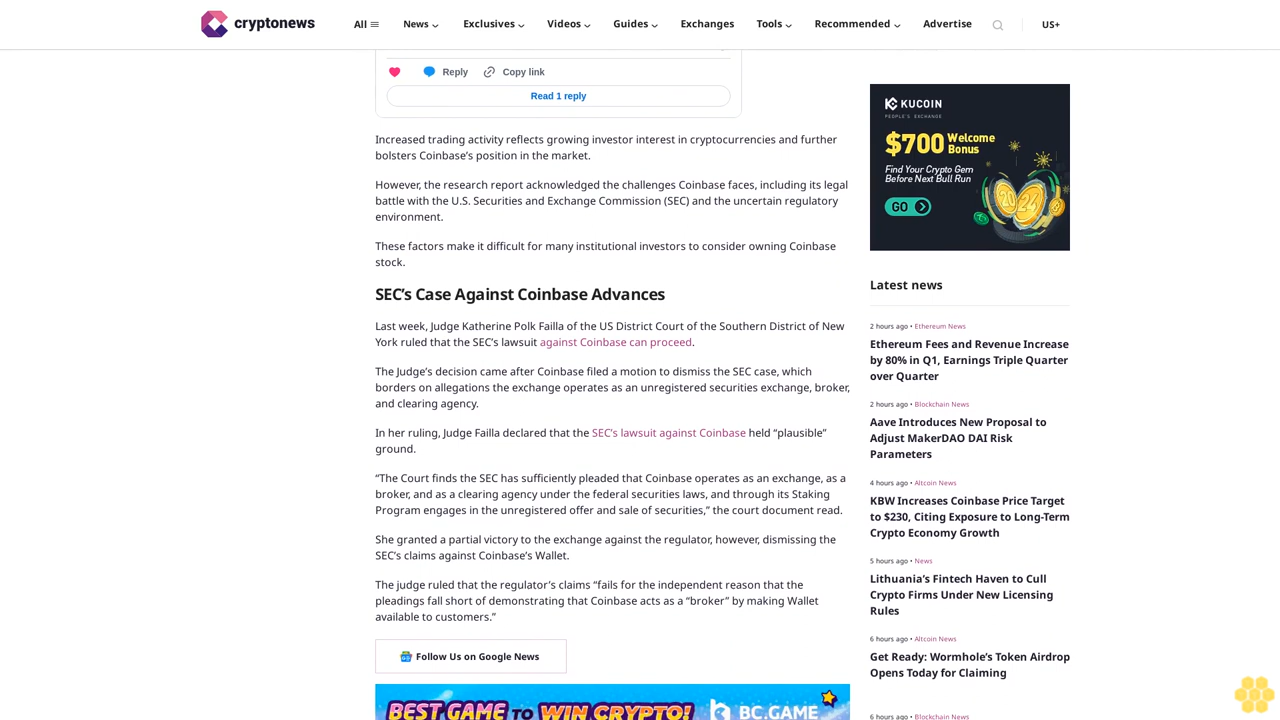 cryptonews
All
News
Exclusives
Videos
Guides
Exchanges
Tools
Recommended
Advertise
US+
Reply
Copy link
Read 1 reply
Increased trading activity reflects growing investor interest in cryptocurrencies and further
bolsters Coinbase’s position in the market.
However, the research report acknowledged the challenges Coinbase faces, including its legal
battle with the U.S. Securities and Exchange Commission (SEC) and the uncertain regulatory
environment.
These factors make it difficult for many institutional investors to consider owning Coinbase
stock.
SEC’s Case Against Coinbase Advances
Last week, Judge Katherine Polk Failla of the US District Court of the Southern District of New
York ruled that the SEC’s lawsuit against Coinbase can proceed.
The Judge’s decision came after Coinbase filed a motion to dismiss the SEC case, which
borders on allegations the exchange operates as an unregistered securities exchange, broker,
and clearing agency.
In her ruling, Judge Failla declared that the SEC’s lawsuit against Coinbase held “plausible”
ground.
“The Court finds the SEC has sufficiently pleaded that Coinbase operates as an exchange, as a
broker, and as a clearing agency under the federal securities laws, and through its Staking
Program engages in the unregistered offer and sale of securities,” the court document read.
She granted a partial victory to the exchange against the regulator, however, dismissing the
SEC’s claims against Coinbase’s Wallet.
The judge ruled that the regulator’s claims “fails for the independent reason that the
pleadings fall short of demonstrating that Coinbase acts as a “broker” by making Wallet
available to customers.”
Follow Us on Google News
BEST GAME TO WIN CRYPTO!
BC.GAME
KUCOIN
PEOPLE'S EXCHANGE
$700 Welcome
Bonus
Find Your Crypto Gem
Before Next Bull Run
GO
20 24
Latest news
2 hours ago • Ethereum News
Ethereum Fees and Revenue Increase
by 80% in Q1, Earnings Triple Quarter
over Quarter
2 hours ago • Blockchain News
Aave Introduces New Proposal to
Adjust MakerDAO DAI Risk
Parameters
4 hours ago • Altcoin News
KBW Increases Coinbase Price Target
to $230, Citing Exposure to Long-Term
Crypto Economy Growth
5 hours ago • News
Lithuania’s Fintech Haven to Cull
Crypto Firms Under New Licensing
Rules
6 hours ago • Altcoin News
Get Ready: Wormhole’s Token Airdrop
Opens Today for Claiming
6 hours ago • Blockchain News